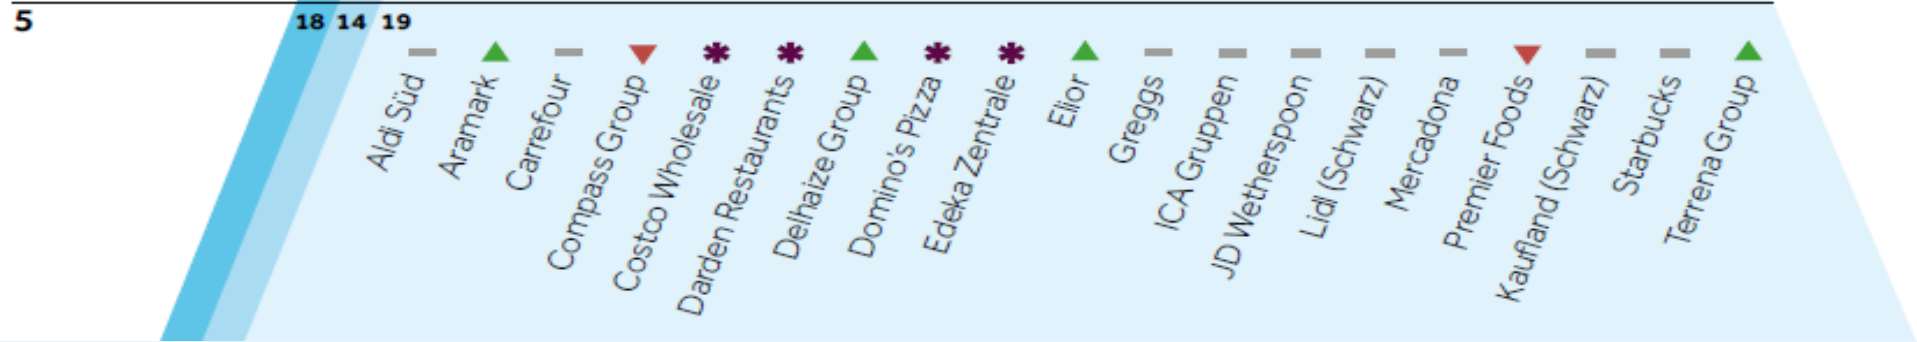 5
18 14 19
Aldi Süd
Aramark
Carrefour
Compass Group
Costco Wholesale
Darden Restaurants
Delhaize Group
Domino's Pizza
Edeka Zentrale
Elior
Greggs
ICA Gruppen
JD Wetherspoon
Lidl (Schwarz)
Mercadona
Premier Foods
Kaufland (Schwarz)
Starbucks
Terrena Group